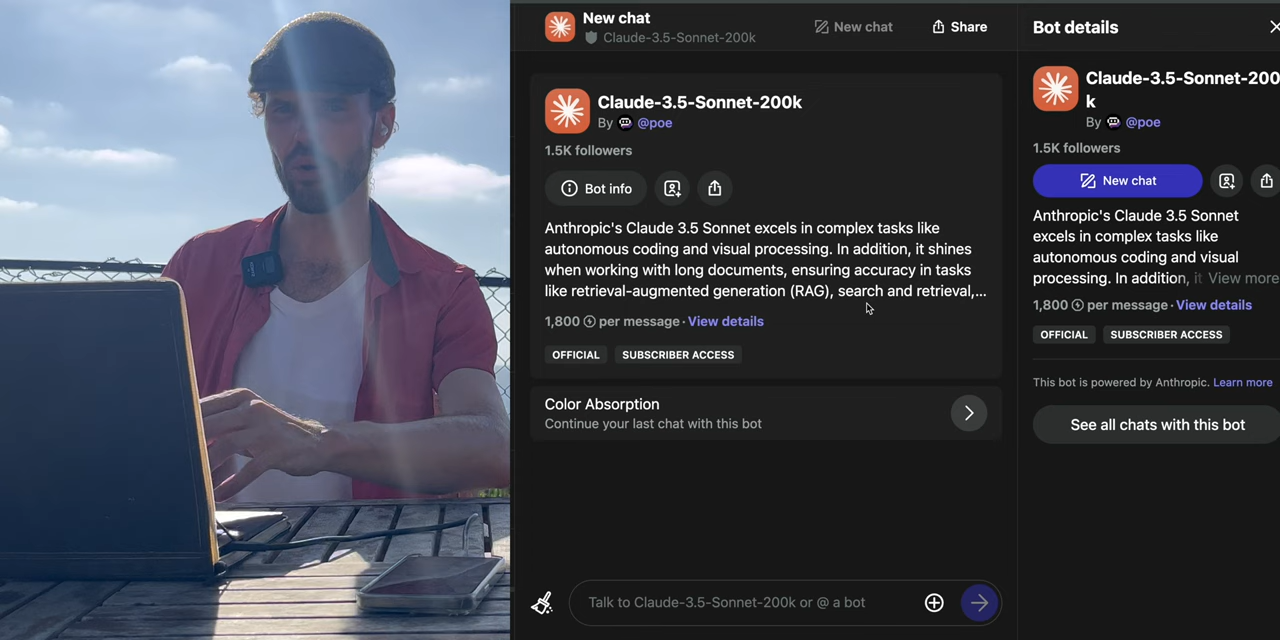 New chat
Claude-3.5-Sonnet-200k
New chat
Share
Claude-3.5-Sonnet-200k
By @poe
1.5K followers
Bot info
Anthropic's Claude 3.5 Sonnet excels in complex tasks like
autonomous coding and visual processing. In addition, it shines
when working with long documents, ensuring accuracy in tasks
like retrieval-augmented generation (RAG), search and retrieval,...
1,800 per message · View details
OFFICIAL
SUBSCRIBER ACCESS
Color Absorption
Continue your last chat with this bot
Talk to Claude-3.5-Sonnet-200k or @ a bot
Bot details
Claude-3.5-Sonnet-200
k
By @poe
1.5K followers
New chat
Anthropic's Claude 3.5 Sonnet
excels in complex tasks like
autonomous coding and visual
processing. In addition, it View more
1,800 per message · View details
OFFICIAL
SUBSCRIBER ACCESS
This bot is powered by Anthropic. Learn more
See all chats with this bot